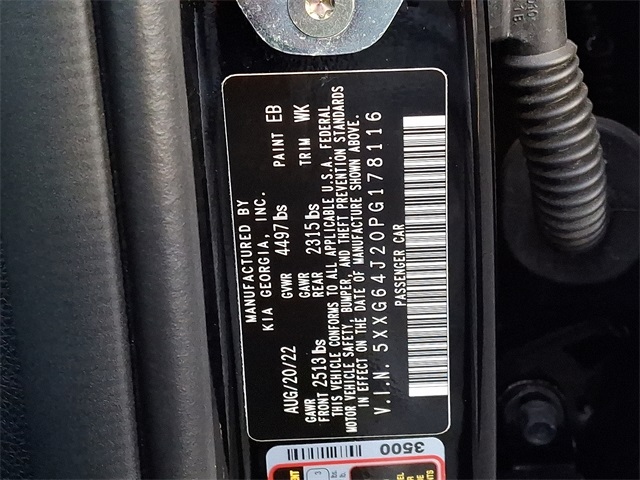 MANUFACTURED BY
KIA GEORGIA, INC.
PAINT EB
AUG/20/22 GVWR 4497lbs TRIM WK
GAWR GAWR
FRONT 2513lbs REAR 2315lbs
THIS VEHICLE CONFORMS TO ALL APPLICABLE U.S.A. FEDERAL
MOTOR VEHICLE SAFETY, BUMPER, AND THEFT PREVENTION STANDARDS
IN EFFECT ON THE DATE OF MANUFACTURE SHOWN ABOVE.
V.I.N. 5XXG64J20PG178116
PASSENGER CAR
3500